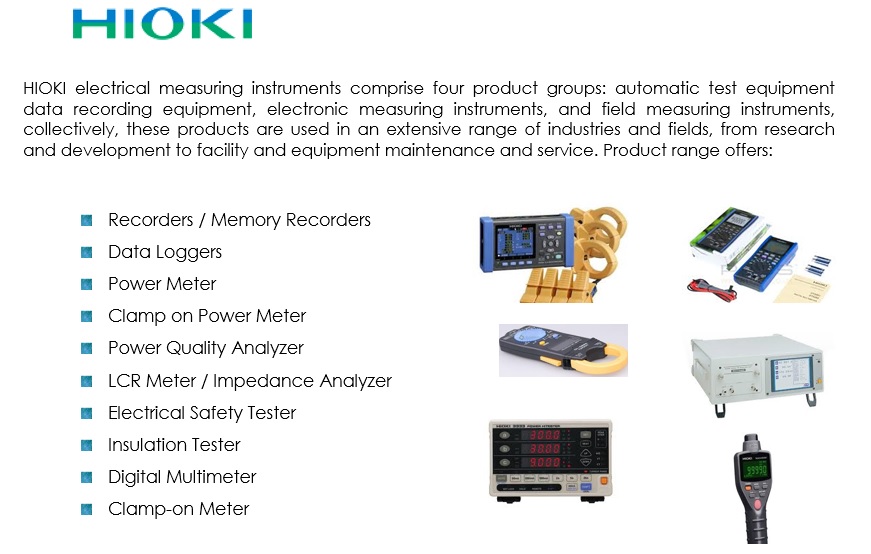 HIOKI
HIOKI electrical measuring instruments comprise four product groups: automatic test equipment
data recording equipment, electronic measuring instruments, and field measuring instruments,
collectively, these products are used in an extensive range of industries and fields, from research
and development to facility and equipment maintenance and service. Product range offers:
Recorders / Memory Recorders
Data Loggers
Power Meter
Clamp on Power Meter
Power Quality Analyzer
LCR Meter / Impedance Analyzer
Electrical Safety Tester
Insulation Tester
Digital Multimeter
Clamp-on Meter
HIOKI
HIOKI